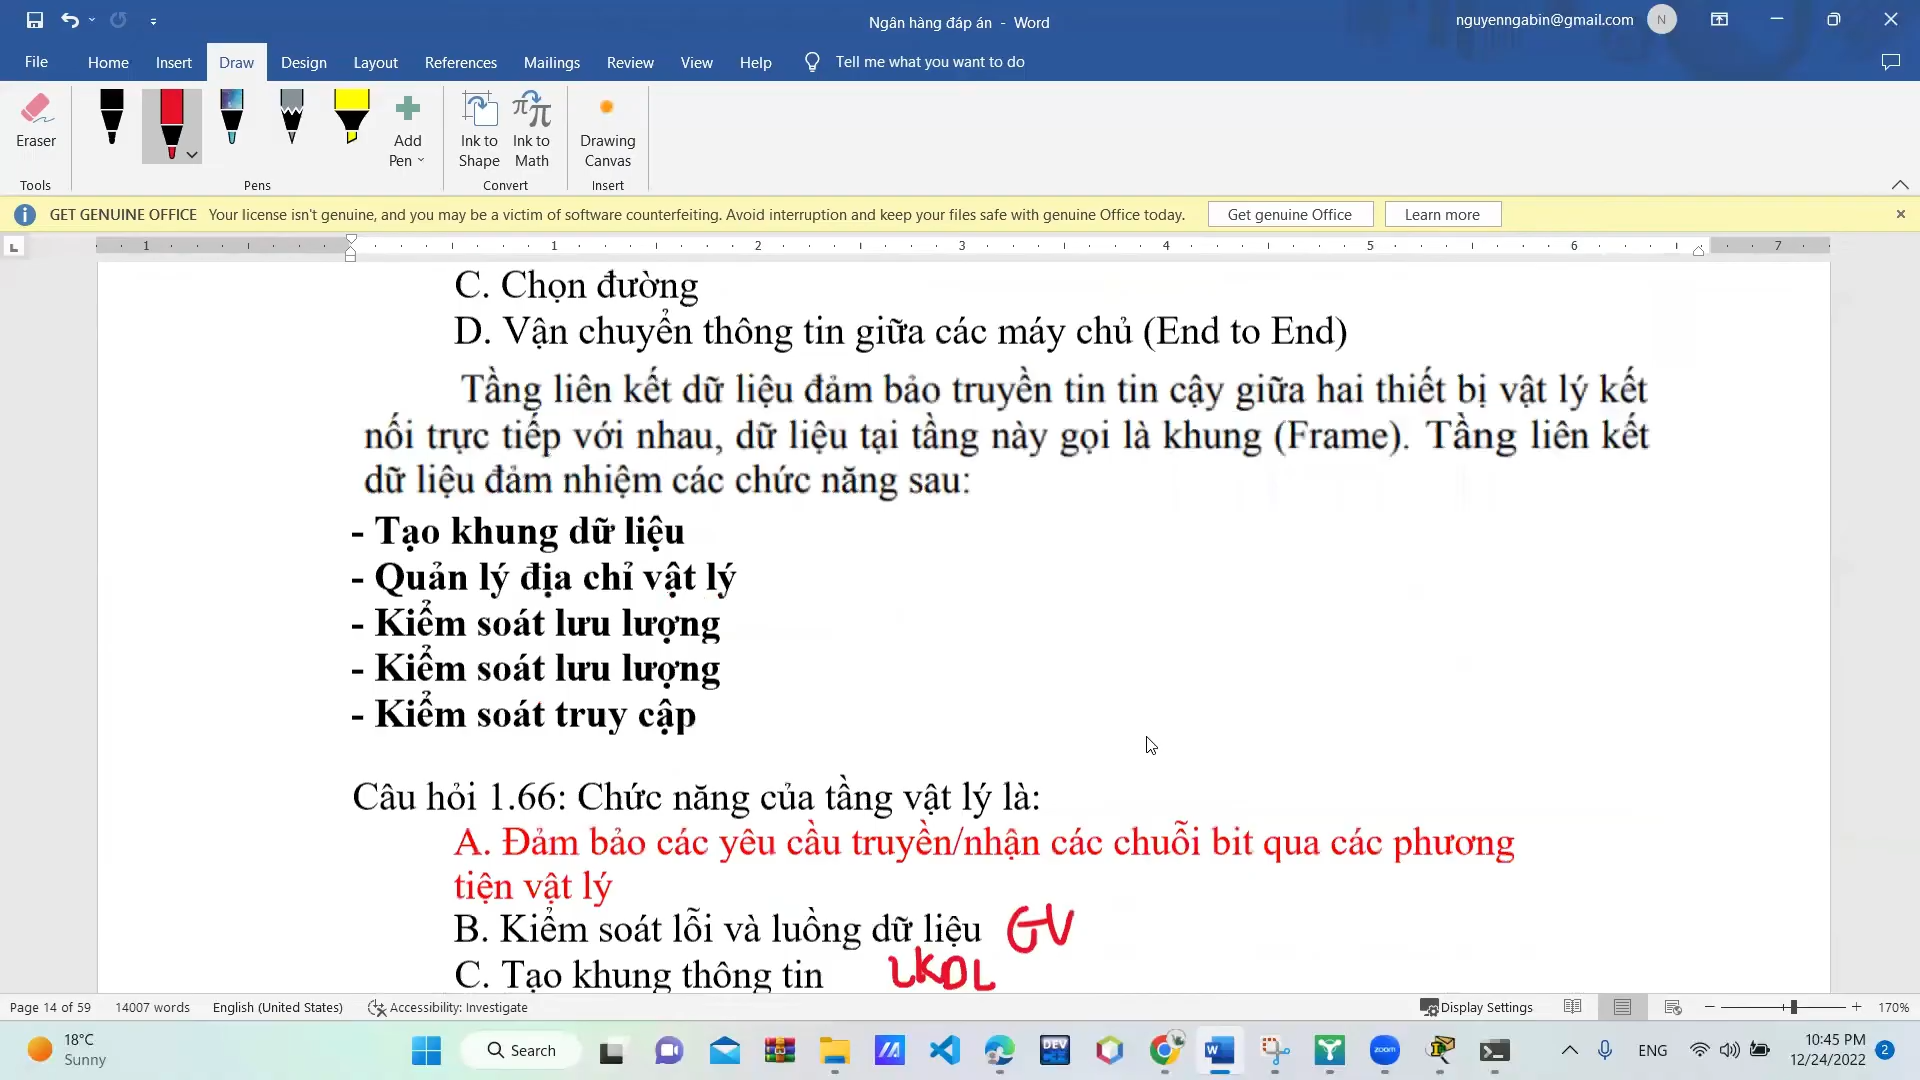 Ngân hàng đáp án - Word
nguyenngabin@gmail.com N
File Home Insert Draw Design Layout References Mailings Review View Help Tell me what you want to do
Eraser
Add Pen
Ink to Shape
Ink to Math
Drawing Canvas
Tools Pens Convert Insert
GET GENUINE OFFICE Your license isn't genuine, and you may be a victim of software counterfeiting. Avoid interruption and keep your files safe with genuine Office today. Get genuine Office Learn more
1 1 2 3 4 5 6 7
C. Chọn đường
D. Vận chuyển thông tin giữa các máy chủ (End to End)
Tầng liên kết dữ liệu đảm bảo truyền tin tin cậy giữa hai thiết bị vật lý kết
nối trực tiếp với nhau, dữ liệu tại tầng này gọi là khung (Frame). Tầng liên kết
dữ liệu đảm nhiệm các chức năng sau:
- Tạo khung dữ liệu
- Quản lý địa chỉ vật lý
- Kiểm soát lưu lượng
- Kiểm soát lưu lượng
- Kiểm soát truy cập
Câu hỏi 1.66: Chức năng của tầng vật lý là:
A. Đảm bảo các yêu cầu truyền/nhận các chuỗi bit qua các phương
tiện vật lý
B. Kiểm soát lỗi và luồng dữ liệu GV
C. Tạo khung thông tin LKDL
Page 14 of 59 14007 words English (United States) Accessibility: Investigate Display Settings 170%
18°C
Sunny
Search
DEV
zoom
ENG
10:45 PM
12/24/2022
2